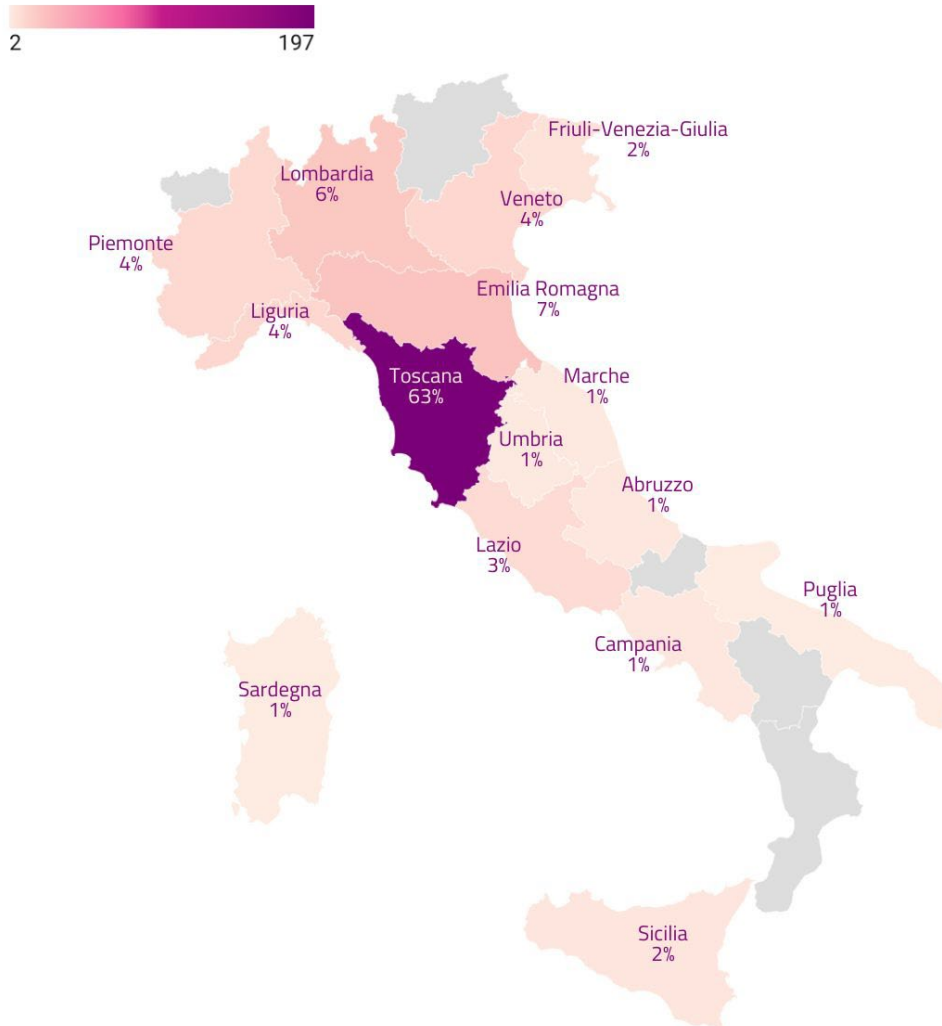 2 197
Friuli-Venezia-Giulia
2%
Lombardia
6%
Veneto
4%
Piemonte
4%
Emilia Romagna
7%
Liguria
4%
Toscana
63%
Marche
1%
Umbria
1%
Abruzzo
1%
Lazio
3%
Puglia
1%
Campania
1%
Sardegna
1%
Sicilia
2%